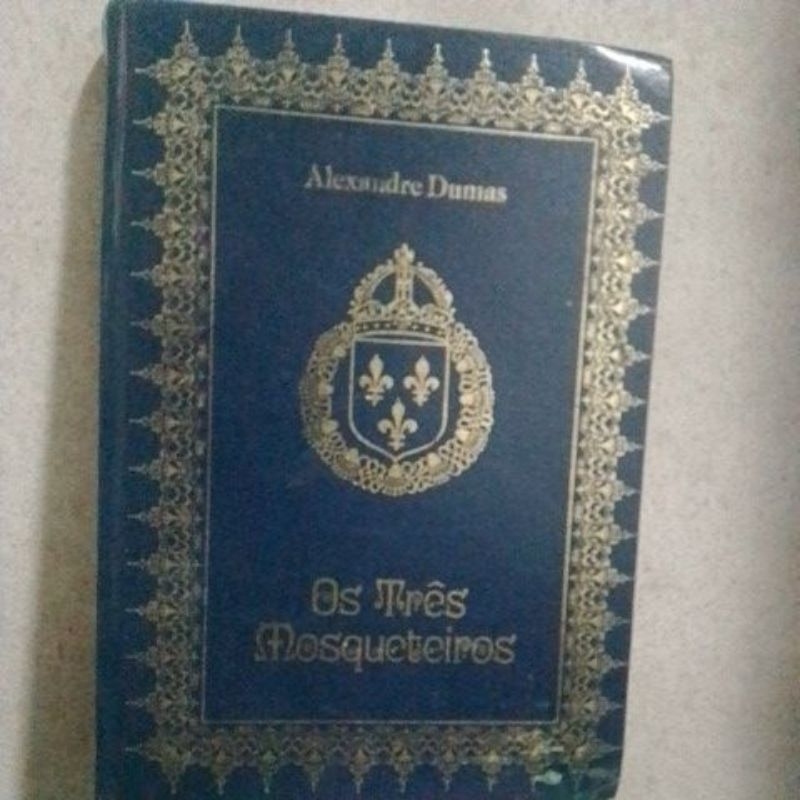 Alexandre Dumas
Os Três
Mosqueteiros